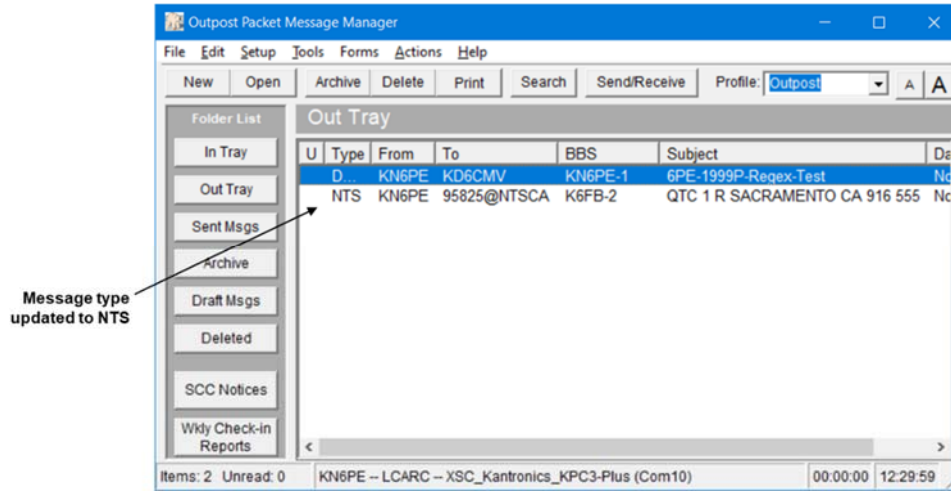 Outpost Packet Message Manager
File Edit Setup Tools Forms Actions Help
New Open Archive Delete Print Search Send/Receive Profile: Outpost A A
Folder List
Out Tray
In Tray
Out Tray
Sent Msgs
Archive
Draft Msgs
Deleted
SCC Notices
Wkly Check-in
Reports
U Type From To BBS Subject Da
D... KN6PE KD6CMV KN6PE-1 6PE-1999P-Regex-Test No
NTS KN6PE 95825@NTSCA K6FB-2 QTC 1 R SACRAMENTO CA 916 555 No
Message type
updated to NTS
Items: 2 Unread: 0 KN6PE -- LCARC -- XSC_Kantronics_KPC3-Plus (Com10) 00:00:00 12:29:59